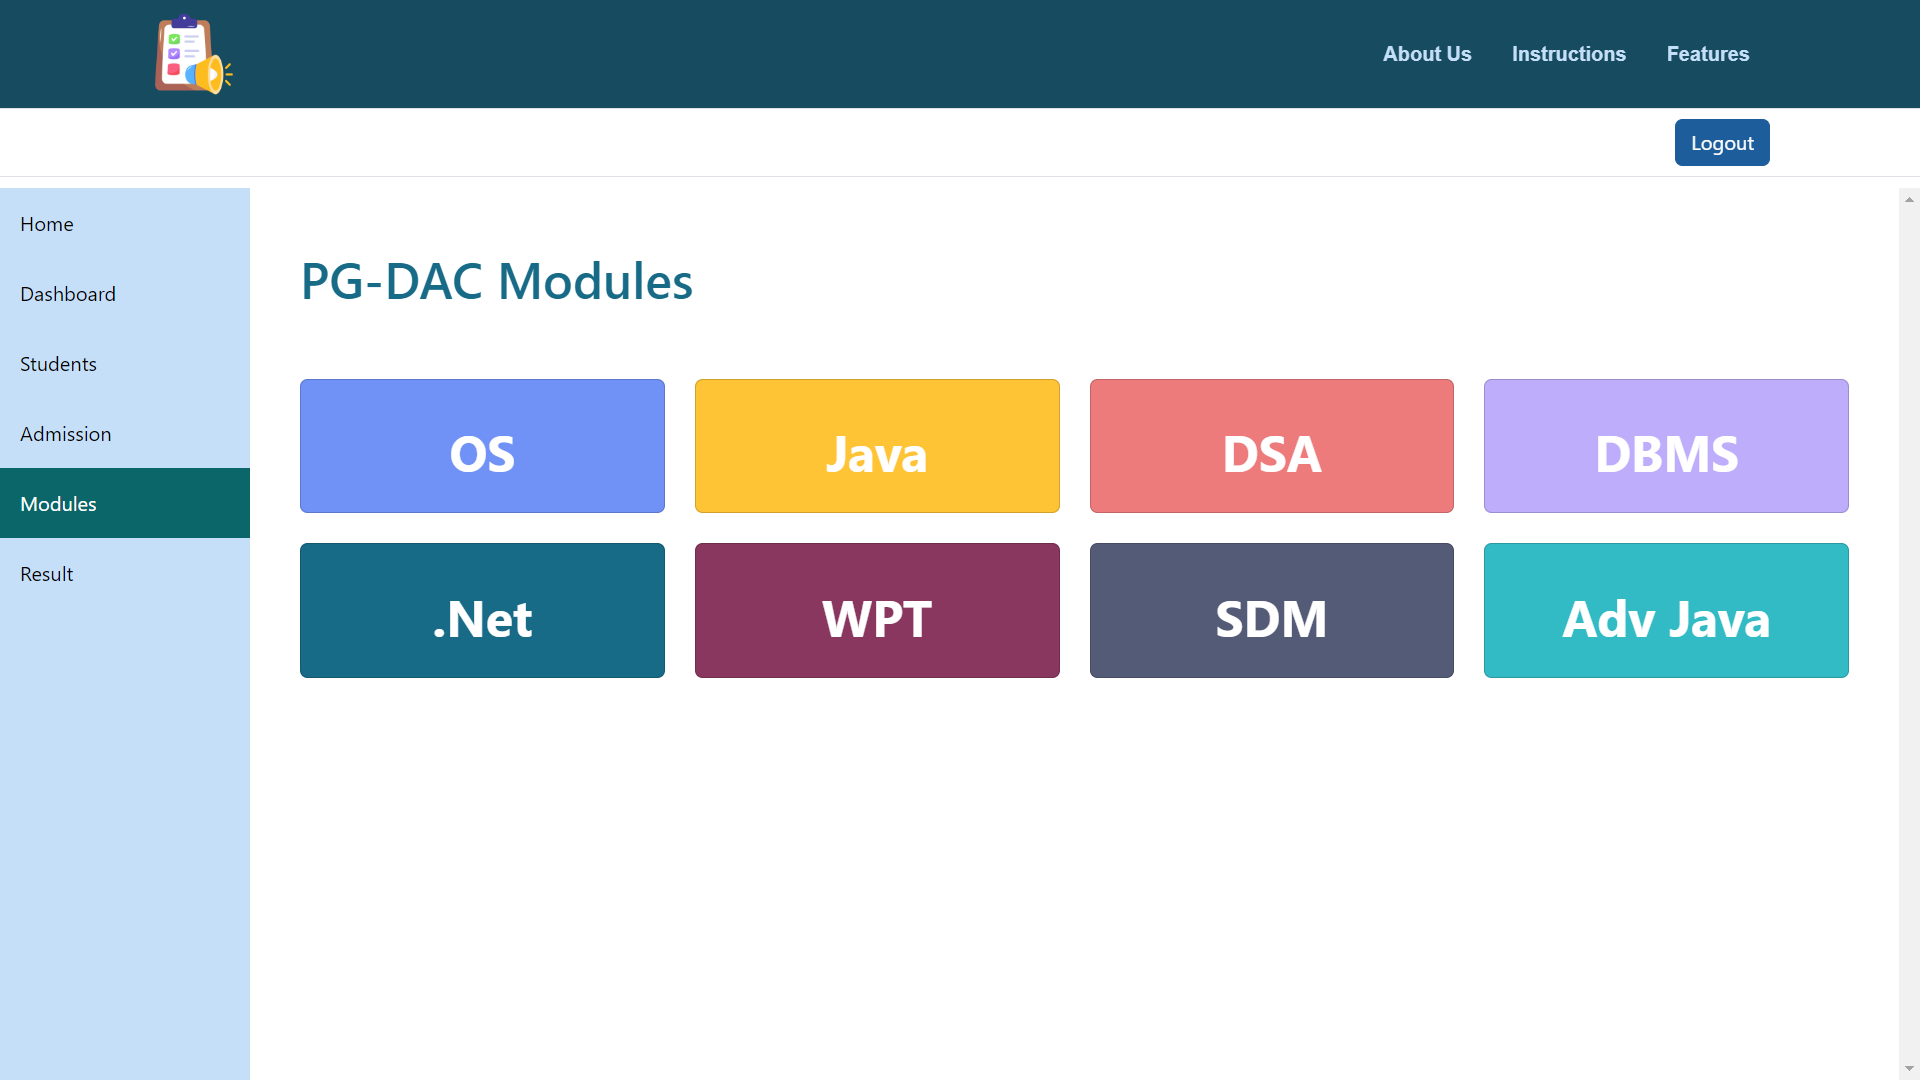 About Us Instructions Features
Logout
Home
Dashboard
Students
Admission
Modules
Result
PG-DAC Modules
OS Java DSA DBMS
.Net WPT SDM Adv Java